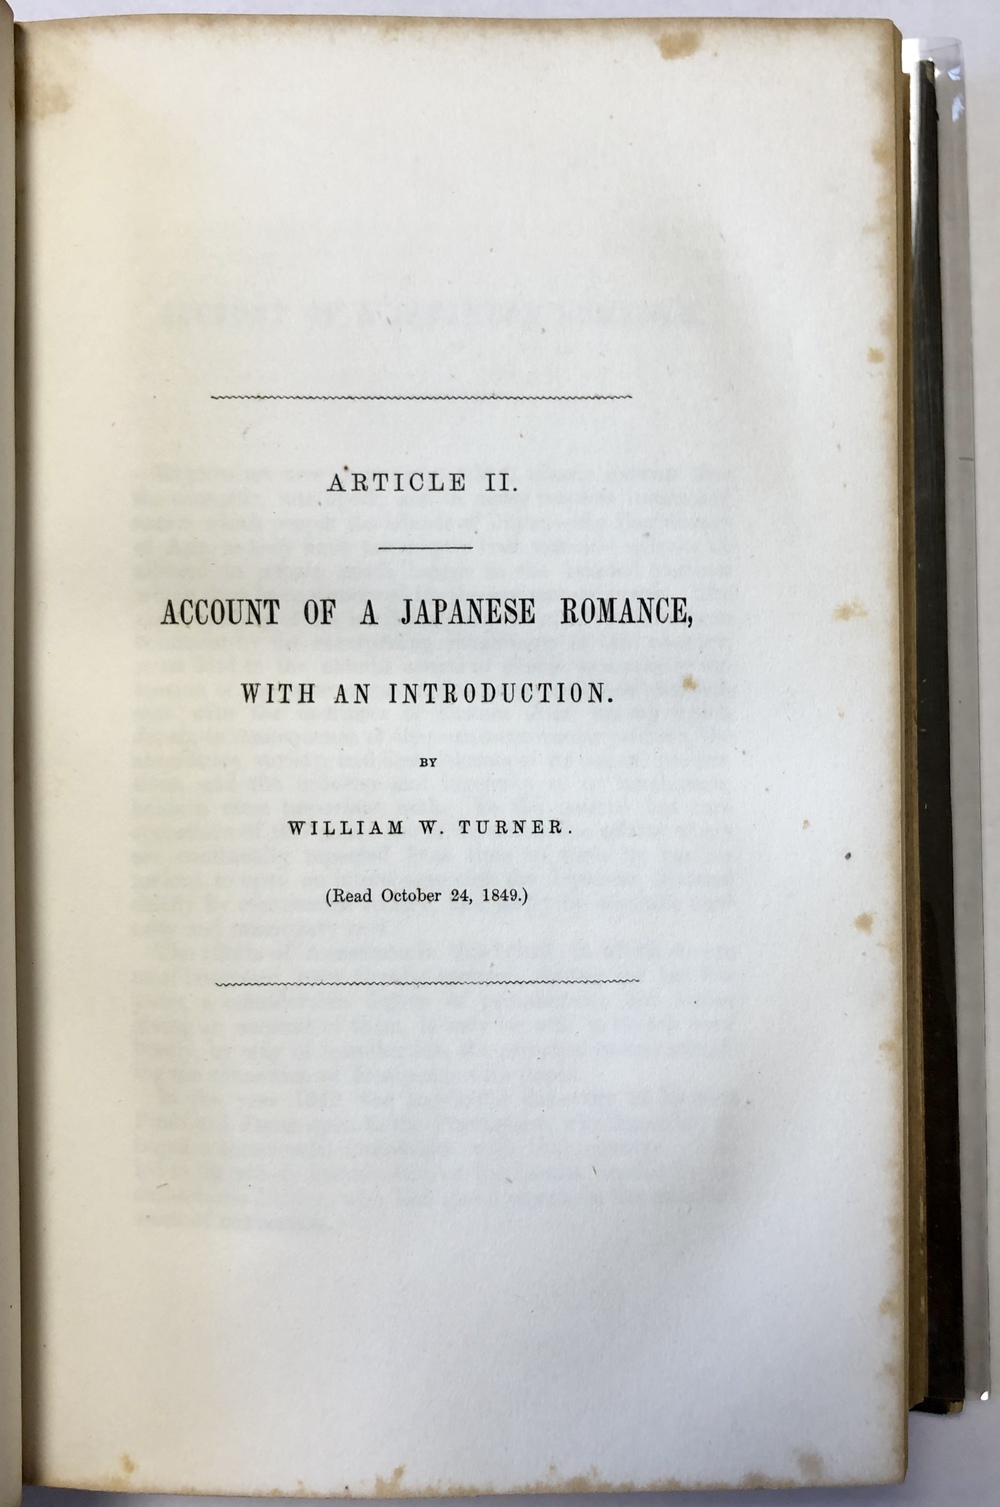 ARTICLE II.
ACCOUNT OF A JAPANESE ROMANCE,
WITH AN INTRODUCTION.
BY
WILLIAM W. TURNER.
(Read October 24, 1849.)